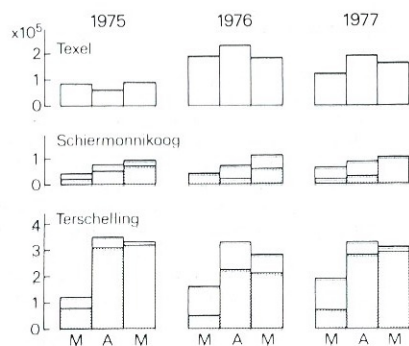 1975 1976 1977
x10⁵
Texel
2
1
0
Schiermonnikoog
1
0
Terschelling
4
3
2
1
0
M A M M A M M A M